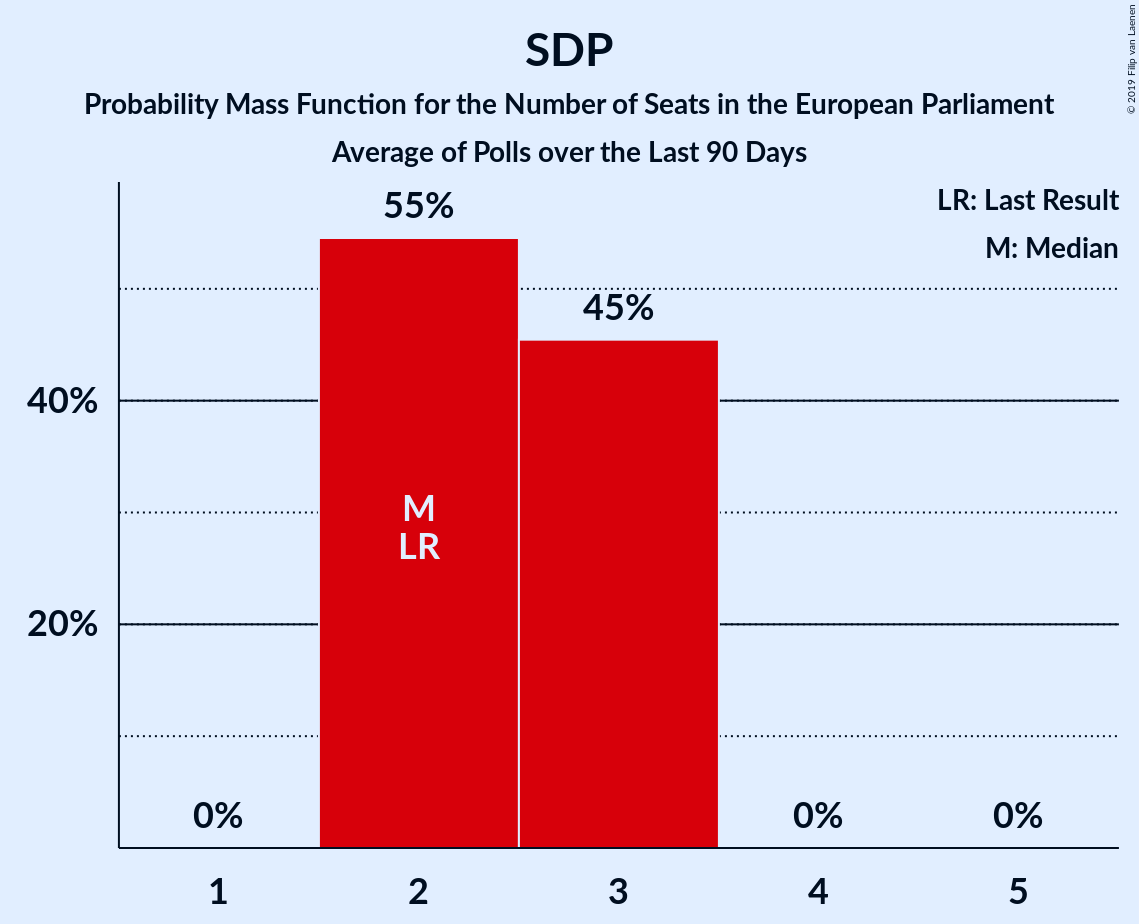 SDP
Probability Mass Function for the Number of Seats in the European Parliament
Average of Polls over the Last 90 Days
© 2019 Filip van Laenen
LR: Last Result
M: Median
55%
45%
40%
M
LR
20%
0%
0%
0%
1
2
3
4
5